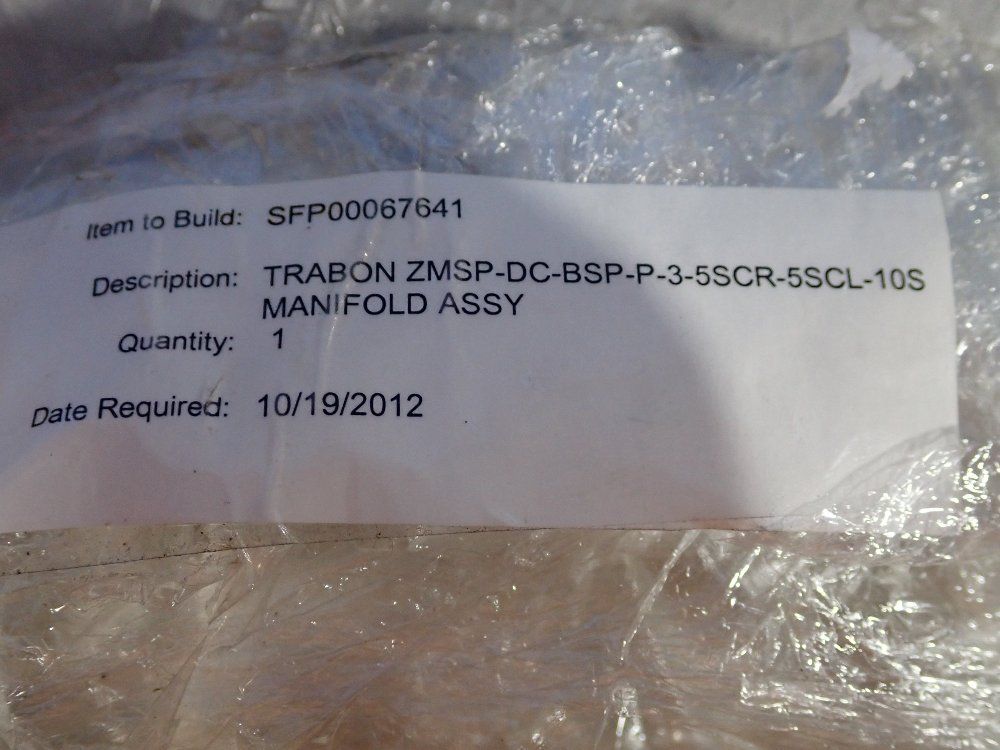 Item to Build: SFP00067641
Description: TRABON ZMSP-DC-BSP-P-3-5SCR-5SCL-10S
MANIFOLD ASSY
Quantity: 1
Date Required: 10/19/2012